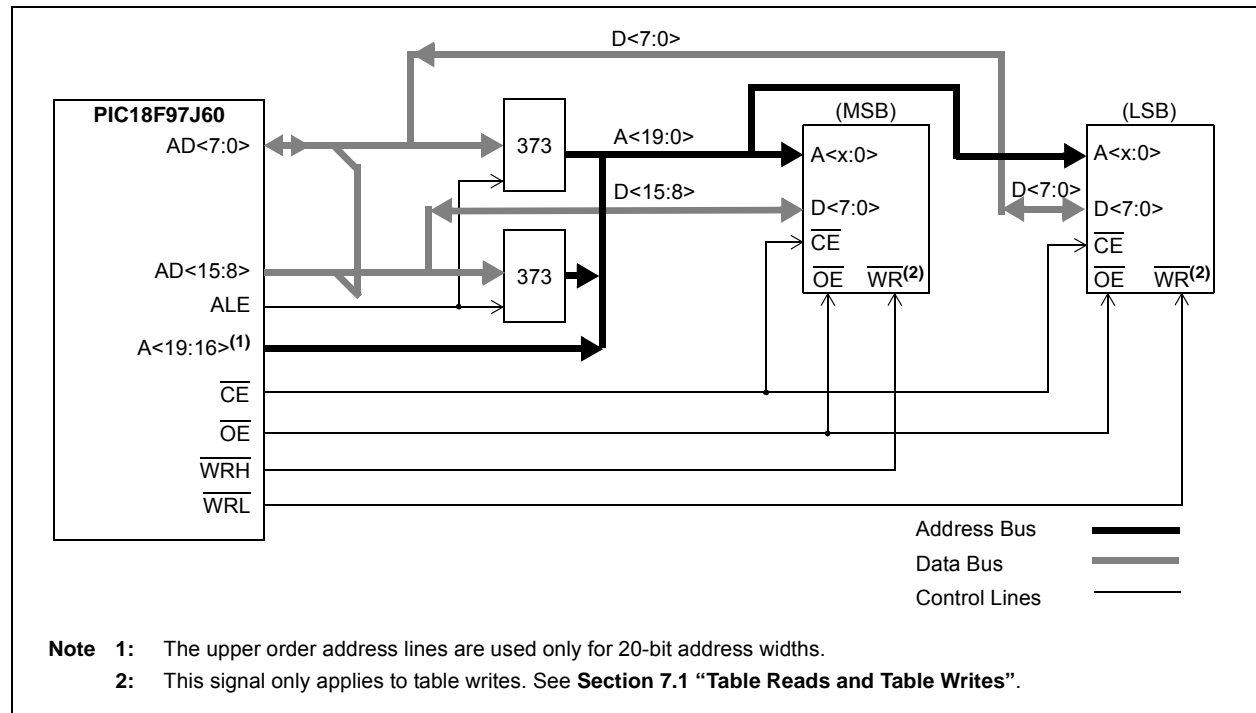 D<7:0>
PIC18F97J60
(MSB)
(LSB)
AD<7:0>
373
A<19:0>
A<x:0>
A<x:0>
D<15:8>
D<7:0>
D<7:0>
D<7:0>
CE
CE
AD<15:8>
373
OE WR(2)
OE WR(2)
ALE
A<19:16>(1)
CE
OE
WRH
WRL
Address Bus
Data Bus
Control Lines
Note 1: The upper order address lines are used only for 20-bit address widths.
2: This signal only applies to table writes. See Section 7.1 “Table Reads and Table Writes”.